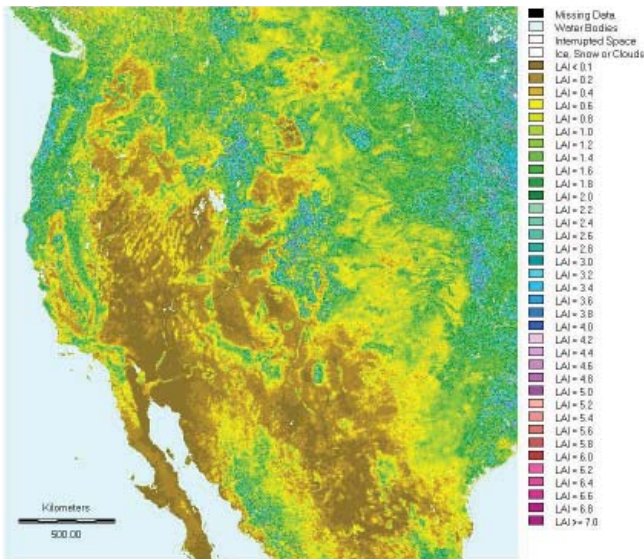 Missing Data
Water Bodies
Interrupted Space
Ice, Snow or Clouds
LAI < 0.1
LAI = 0.2
LAI = 0.4
LAI = 0.6
LAI = 0.8
LAI = 1.0
LAI = 1.2
LAI = 1.4
LAI = 1.6
LAI = 1.8
LAI = 2.0
LAI = 2.2
LAI = 2.4
LAI = 2.6
LAI = 2.8
LAI = 3.0
LAI = 3.2
LAI = 3.4
LAI = 3.6
LAI = 3.8
LAI = 4.0
LAI = 4.2
LAI = 4.4
LAI = 4.6
LAI = 4.8
LAI = 5.0
LAI = 5.2
LAI = 5.4
LAI = 5.6
LAI = 5.8
LAI = 6.0
LAI = 6.2
LAI = 6.4
LAI = 6.6
LAI = 6.8
LAI >= 7.0
Kilometers
500.00